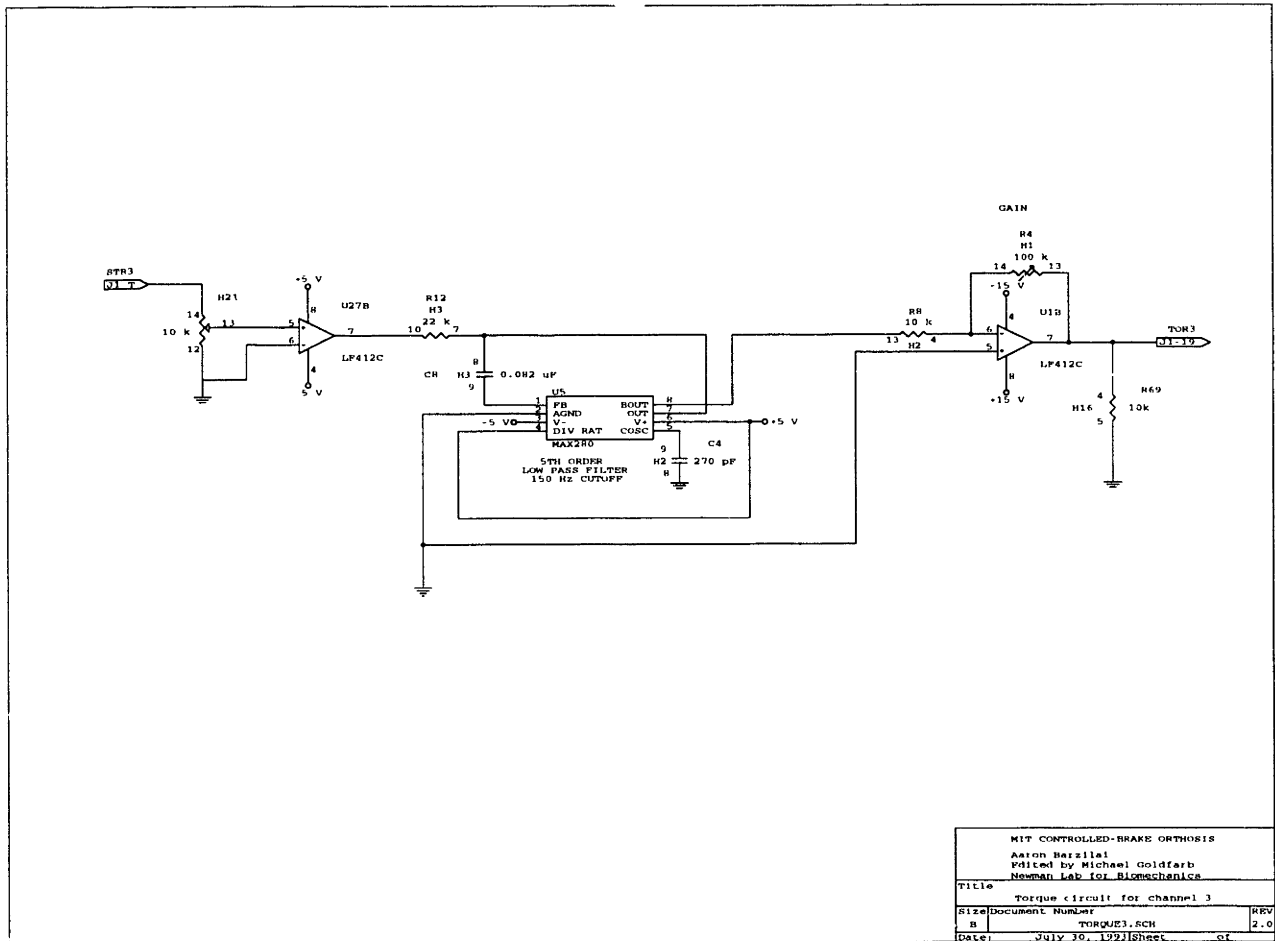 GAIN
R4
H1
100 k
14 13
-15 V
4
U1B
STR3
J1 T
H21
14
10 k
13
12
+5 V
8
U27B
5 +
6 -
7
LF412C
4
5 V
R12
H3
22 k
10 7
8
C8 H3 0.082 uF
9
U5
1 FB BOUT 8
2 AGND OUT 7
3 V- V+ 6
4 DIV RAT COSC 5
-5 V
+5 V
MAX280
5TH ORDER
LOW PASS FILTER
150 Hz CUTOFF
C4
9
H2 270 pF
8
R8
10 k
13 4
H2
6 -
5 +
7
LF412C
8
+15 V
TOR3
J1-19
R69
4
H16 10k
5
MIT CONTROLLED-BRAKE ORTHOSIS
Aaron Barzilai
Edited by Michael Goldfarb
Newman Lab for Biomechanics
Title
Torque circuit for channel 3
Size Document Number REV
B TORQUE3.SCH 2.0
Date: July 30, 1993 Sheet of